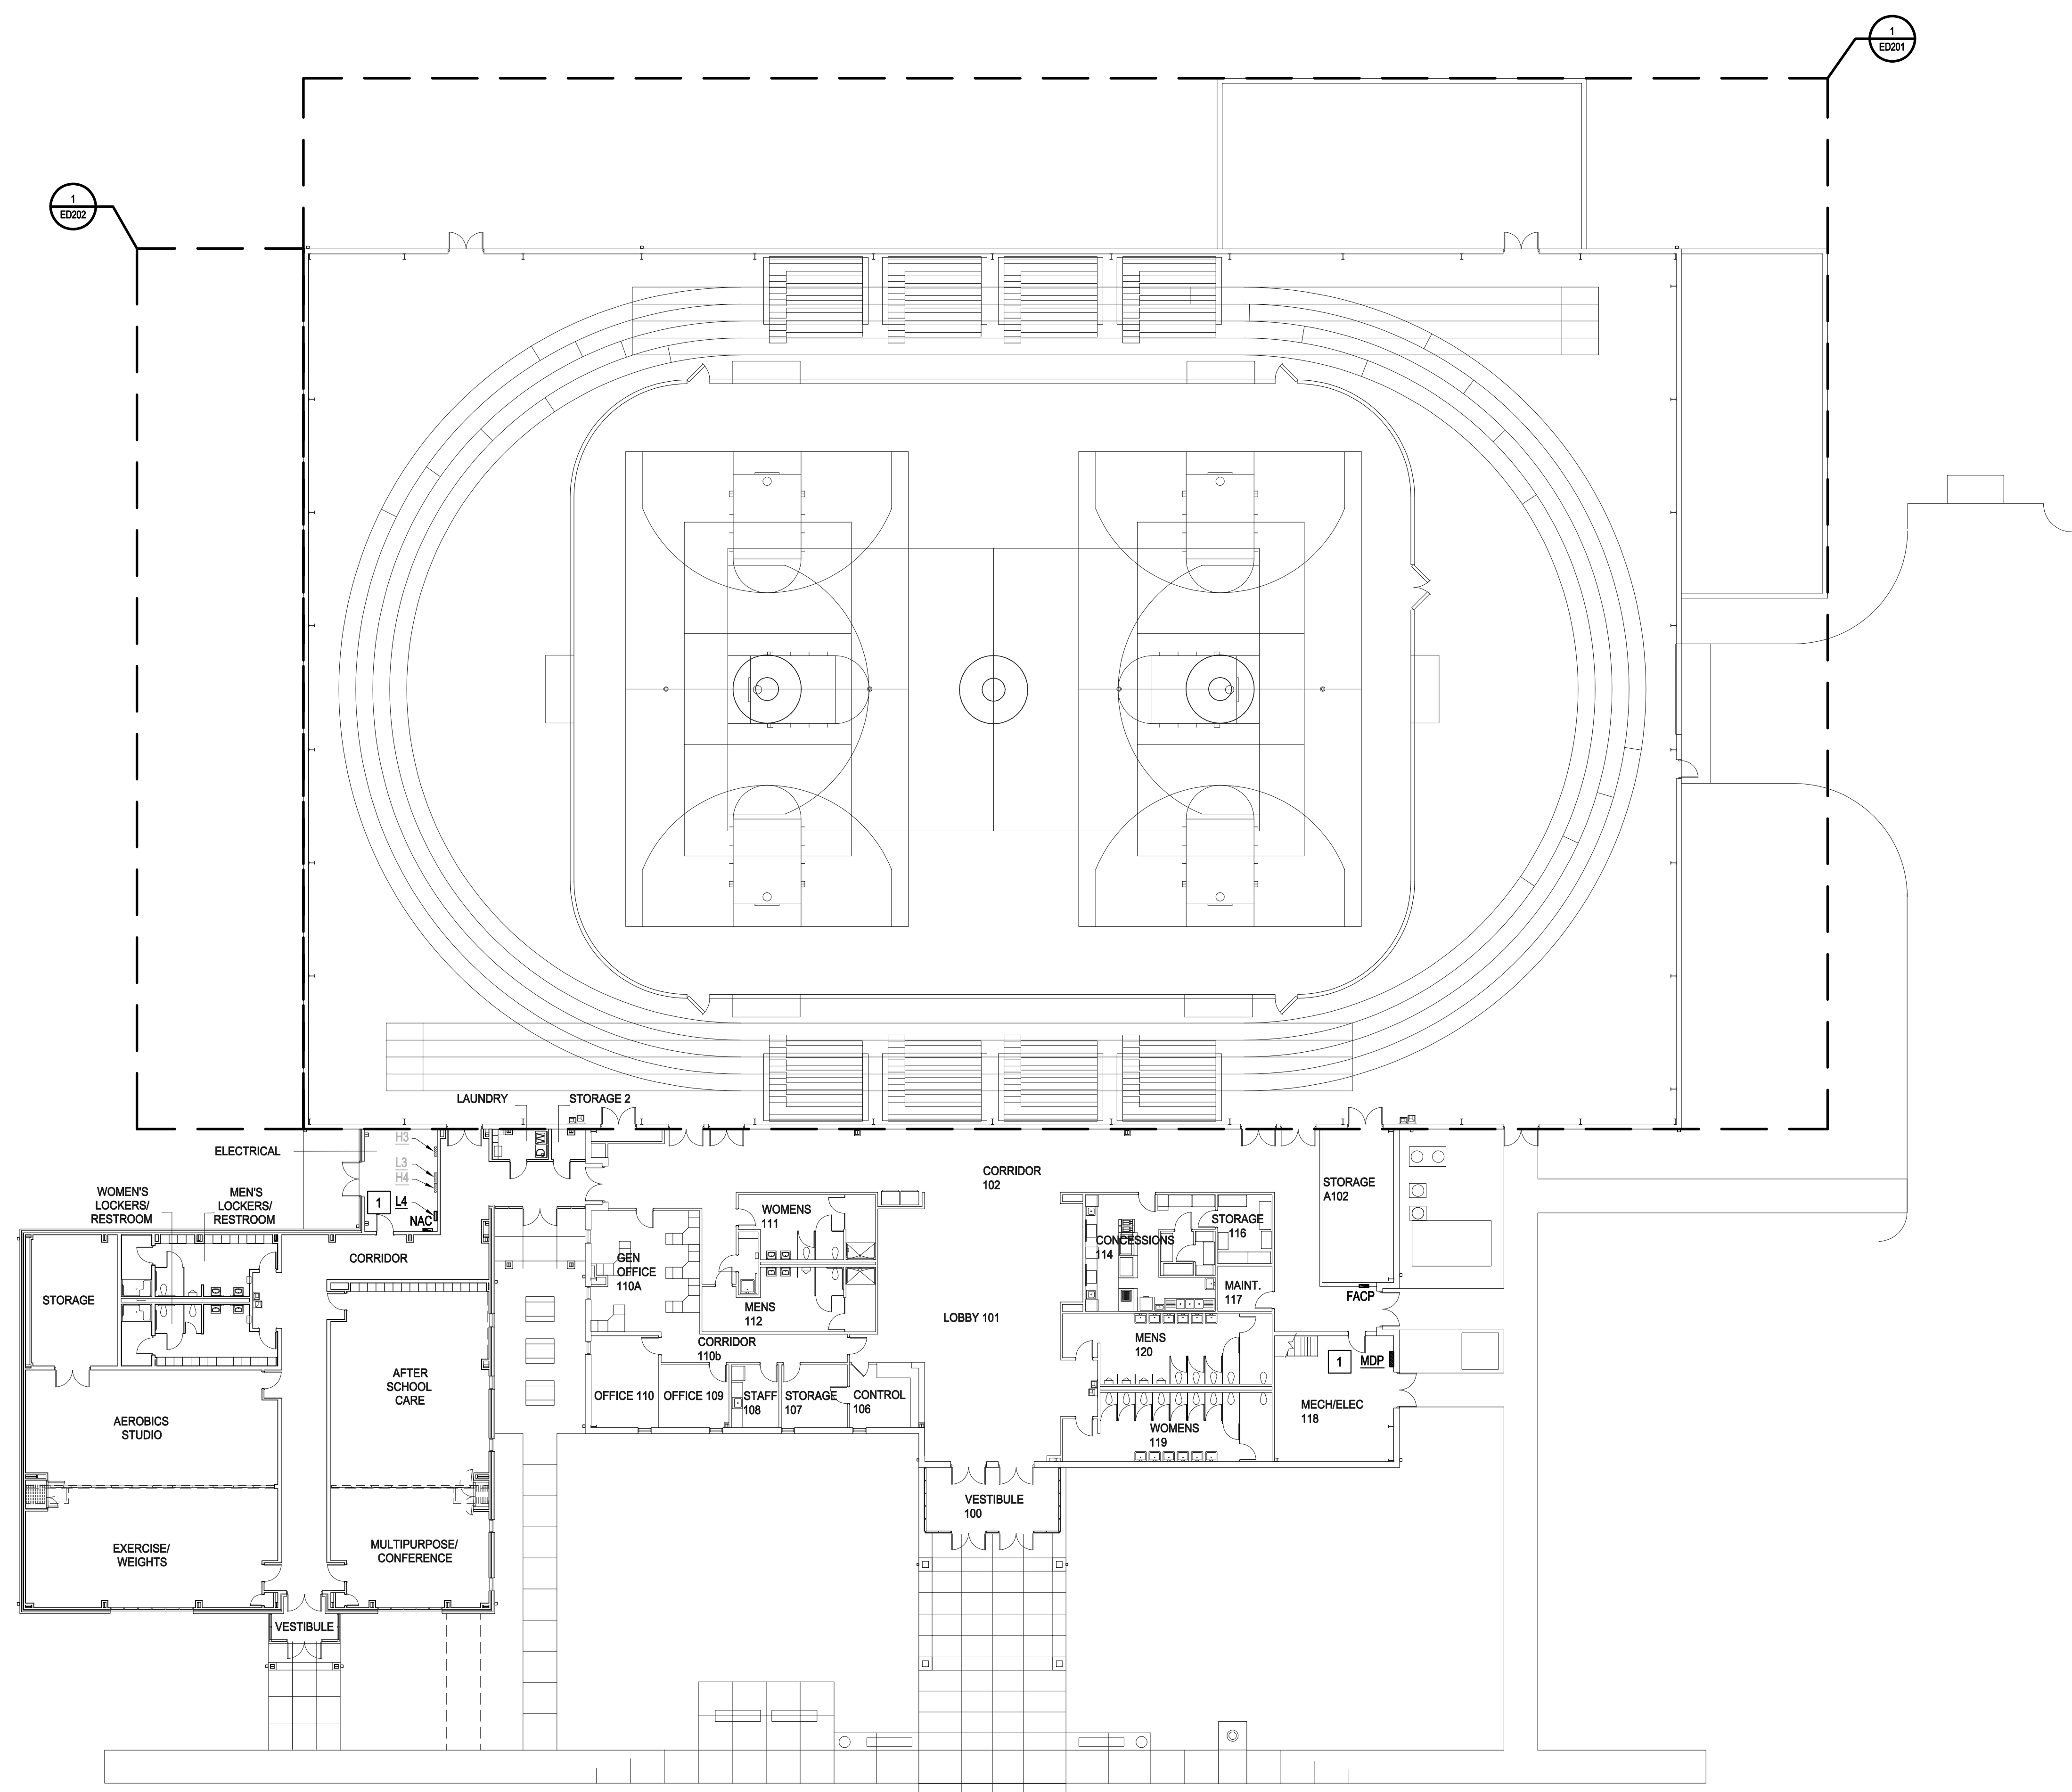 1
ED201
1
ED202
LAUNDRY
STORAGE 2
H3
ELECTRICAL
L3
H4
WOMEN'S
LOCKERS/
RESTROOM
MEN'S
LOCKERS/
RESTROOM
1
L4
NAC
CORRIDOR
STORAGE
AFTER
SCHOOL
CARE
AEROBICS
STUDIO
EXERCISE/
WEIGHTS
MULTIPURPOSE/
CONFERENCE
VESTIBULE
CORRIDOR
102
WOMENS
111
GEN
OFFICE
110A
MENS
112
CORRIDOR
110b
OFFICE 110
OFFICE 109
STAFF
108
STORAGE
107
CONTROL
106
LOBBY 101
VESTIBULE
100
CONCESSIONS
114
STORAGE
116
MAINT.
117
STORAGE
A102
FACP
MENS
120
WOMENS
119
1
MDP
MECH/ELEC
118